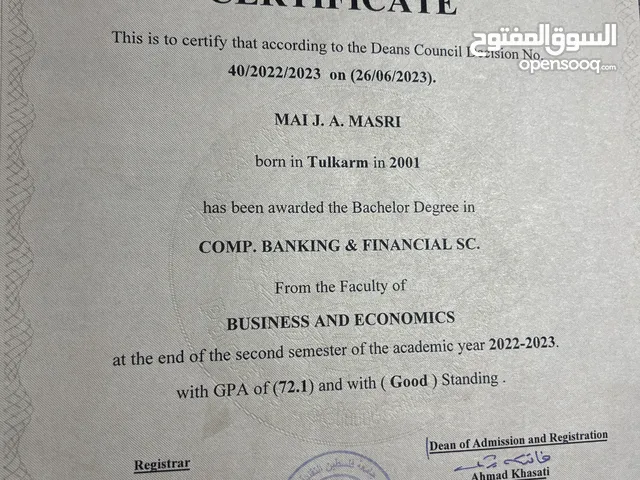 CERTIFICATE
السوق المفتوح
opensooq.com
This is to certify that according to the Deans Council Decision No.
40/2022/2023 on (26/06/2023).
MAI J. A. MASRI
born in Tulkarm in 2001
has been awarded the Bachelor Degree in
COMP. BANKING & FINANCIAL SC.
From the Faculty of
BUSINESS AND ECONOMICS
at the end of the second semester of the academic year 2022-2023.
with GPA of (72.1) and with ( Good ) Standing .
Dean of Admission and Registration
Registrar
Ahmad Khasati